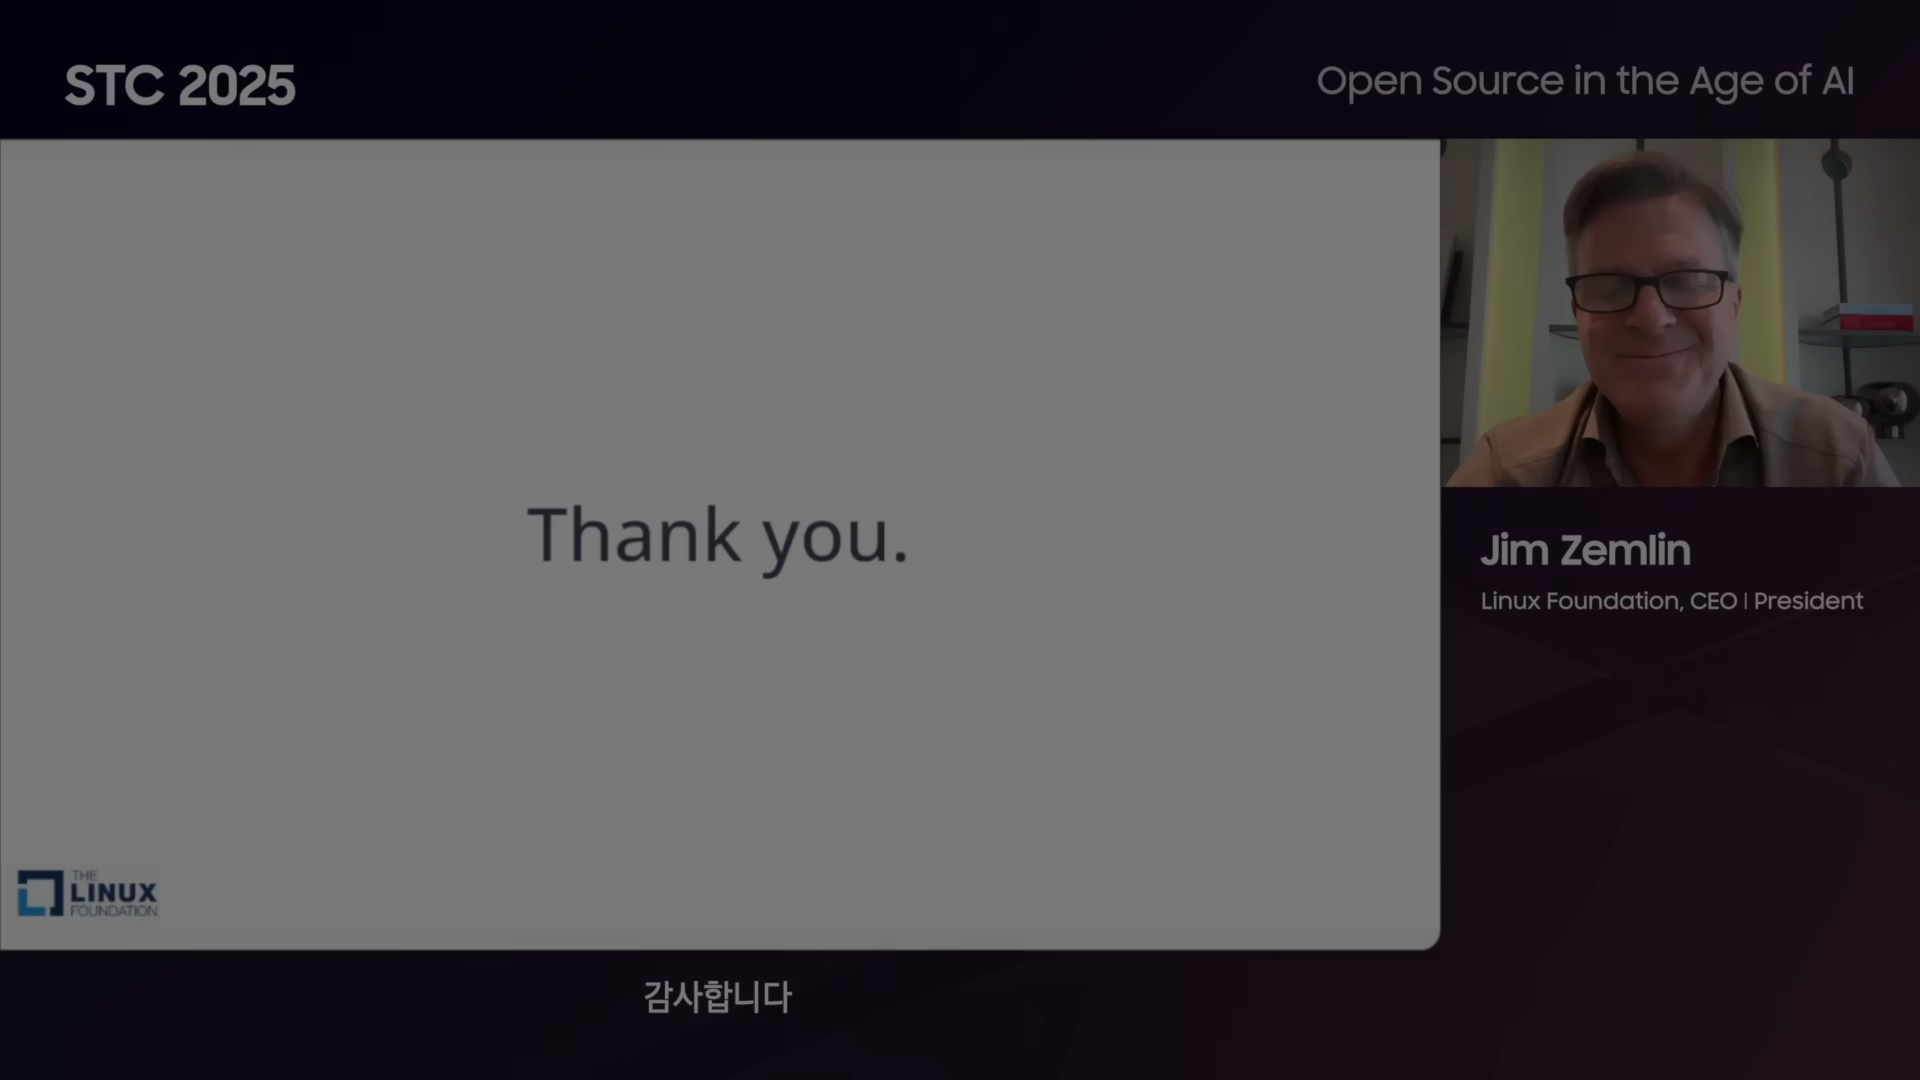 STC 2025
Open Source in the Age of AI
Thank you.
Jim Zemlin
Linux Foundation, CEO | President
THE
LINUX
FOUNDATION
감사합니다